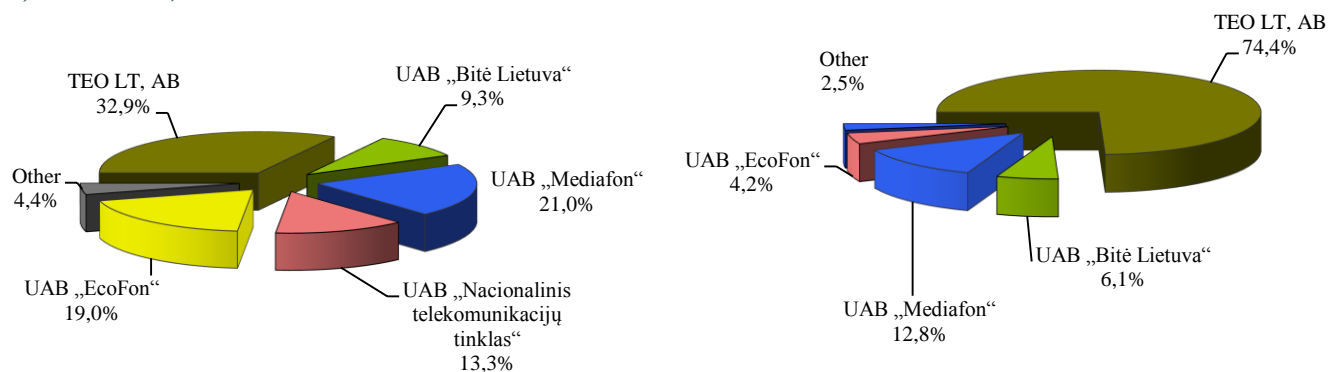 TEO LT, AB
32,9%
UAB „Bitė Lietuva“
9,3%
UAB „Mediafon“
21,0%
UAB „Nacionalinis
telekomunikacijų
tinklas“
13,3%
UAB „EcoFon“
19,0%
Other
4,4%
TEO LT, AB
74,4%
Other
2,5%
UAB „EcoFon“
4,2%
UAB „Mediafon“
12,8%
UAB „Bitė Lietuva“
6,1%